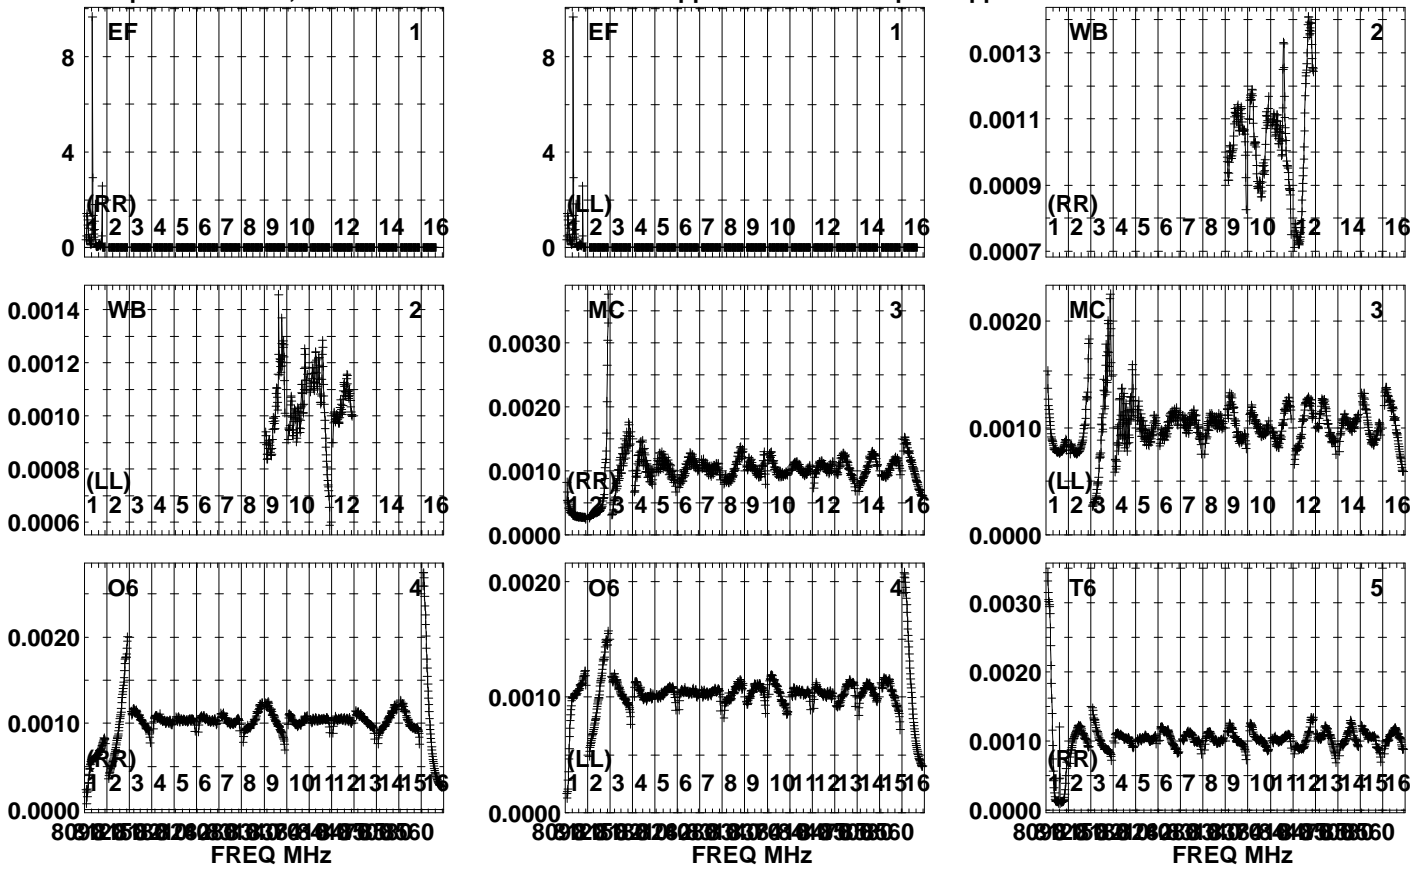 EF 1
8
4
0
(RR)
2 3 4 5 6 7 8 9 10 12 14 16
EF 1
8
4
0
(LL)
2 3 4 5 6 7 8 9 10 12 14 16
WB 2
0.0013
0.0011
0.0009
0.0007
(RR)
1 2 3 4 5 6 7 8 9 10 12 14 16
WB 2
0.0014
0.0012
0.0010
0.0008
0.0006
(LL)
1 2 3 4 5 6 7 8 9 10 12 14 16
MC 3
0.0030
0.0020
0.0010
0.0000
(RR)
1 2 3 4 5 6 7 8 9 10 12 14 16
MC 3
0.0020
0.0010
0.0000
(LL)
1 2 3 4 5 6 7 8 9 10 12 14 16
O6 4
0.0020
0.0010
0.0000
(RR)
1 2 3 4 5 6 7 8 9 10 11 12 13 14 15 16
FREQ MHz
O6 4
0.0020
0.0010
0.0000
(LL)
1 2 3 4 5 6 7 8 9 10 11 12 13 14 15 16
FREQ MHz
T6 5
0.0030
0.0020
0.0010
0.0000
(RR)
1 2 3 4 5 6 7 8 9 10 11 12 13 14 15 16
FREQ MHz